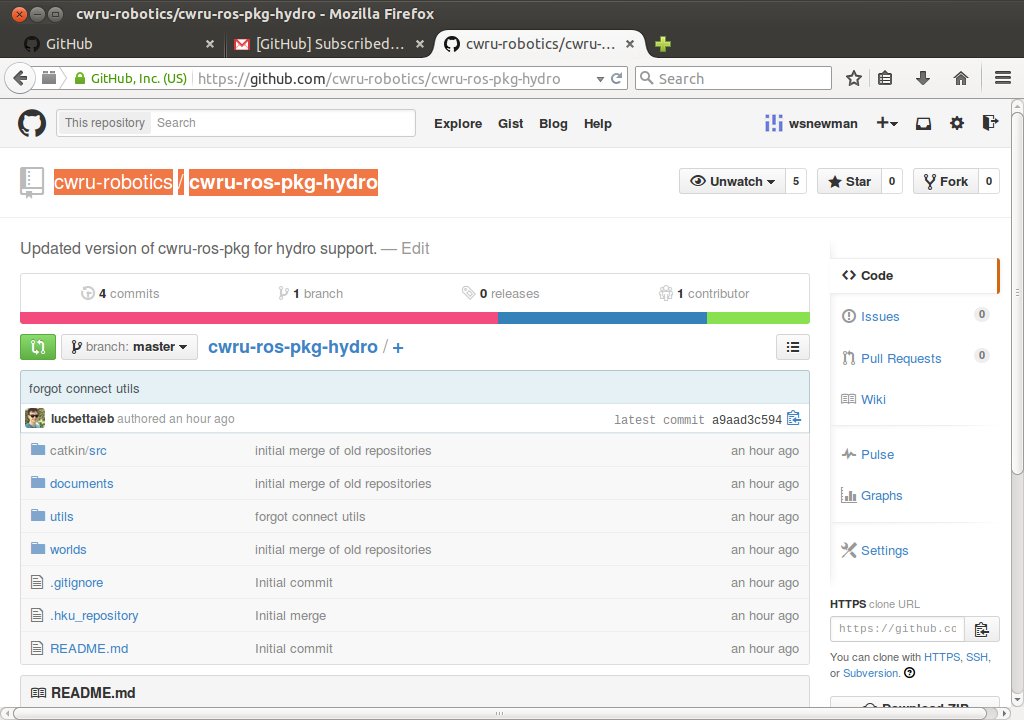 cwru-robotics/cwru-ros-pkg-hydro - Mozilla Firefox
GitHub × [GitHub] Subscribed... × cwru-robotics/cwru-... ×
GitHub, Inc. (US) https://github.com/cwru-robotics/cwru-ros-pkg-hydro Search
This repository Search Explore Gist Blog Help wsnewman
cwru-robotics / cwru-ros-pkg-hydro Unwatch 5 Star 0 Fork 0
Updated version of cwru-ros-pkg for hydro support. — Edit
4 commits 1 branch 0 releases 1 contributor
branch: master cwru-ros-pkg-hydro / +
forgot connect utils
lucbettaieb authored an hour ago latest commit a9aad3c594
catkin/src initial merge of old repositories an hour ago
documents initial merge of old repositories an hour ago
utils forgot connect utils an hour ago
worlds initial merge of old repositories an hour ago
.gitignore Initial commit an hour ago
.hku_repository Initial merge an hour ago
README.md Initial commit an hour ago
README.md
Code
Issues 0
Pull Requests 0
Wiki
Pulse
Graphs
Settings
HTTPS clone URL
https://github.cc
You can clone with HTTPS, SSH,
or Subversion.
Download ZIP